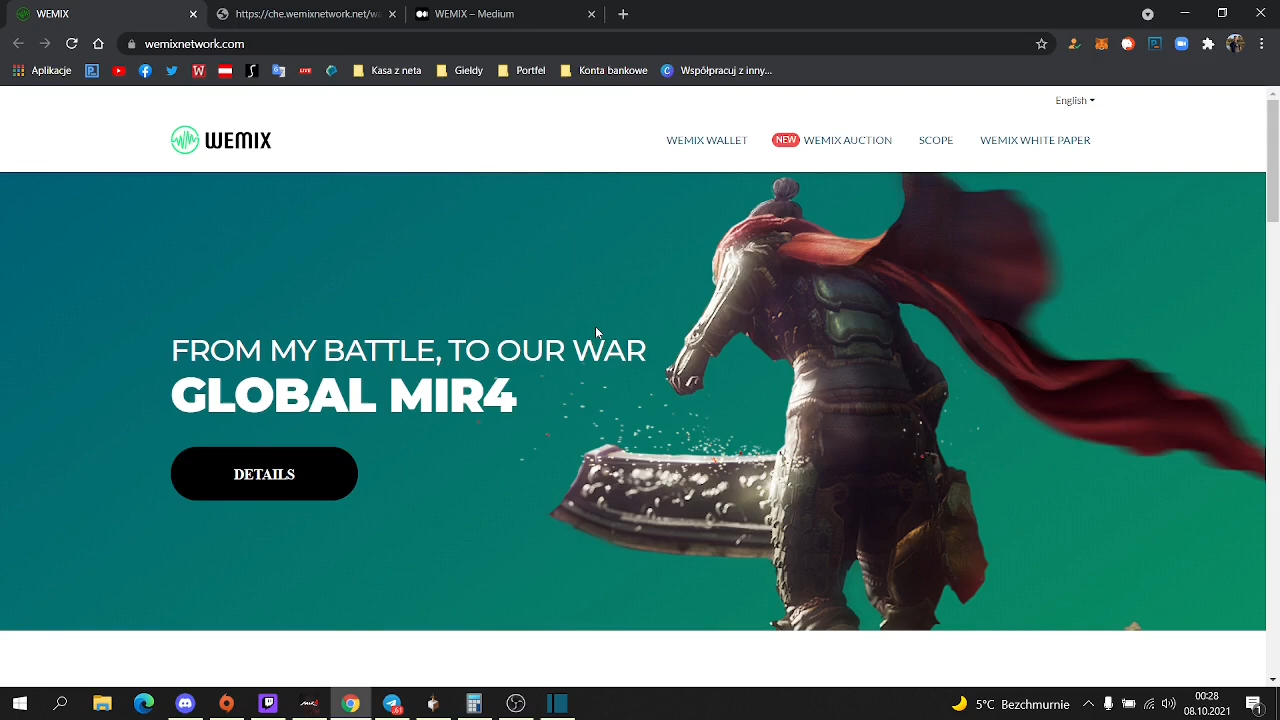 WEMIX
https://che.wemixnetwork.net/we
WEMIX – Medium
wemixnetwork.com
Aplikacje
LIVE
Kasa z neta
Giełdy
Portfel
Konta bankowe
Współpracuj z inny...
English
WEMIX
WEMIX WALLET
NEW
WEMIX AUCTION
SCOPE
WEMIX WHITE PAPER
FROM MY BATTLE, TO OUR WAR
GLOBAL MIR4
DETAILS
5°C Bezchmurnie
00:28
08.10.2021